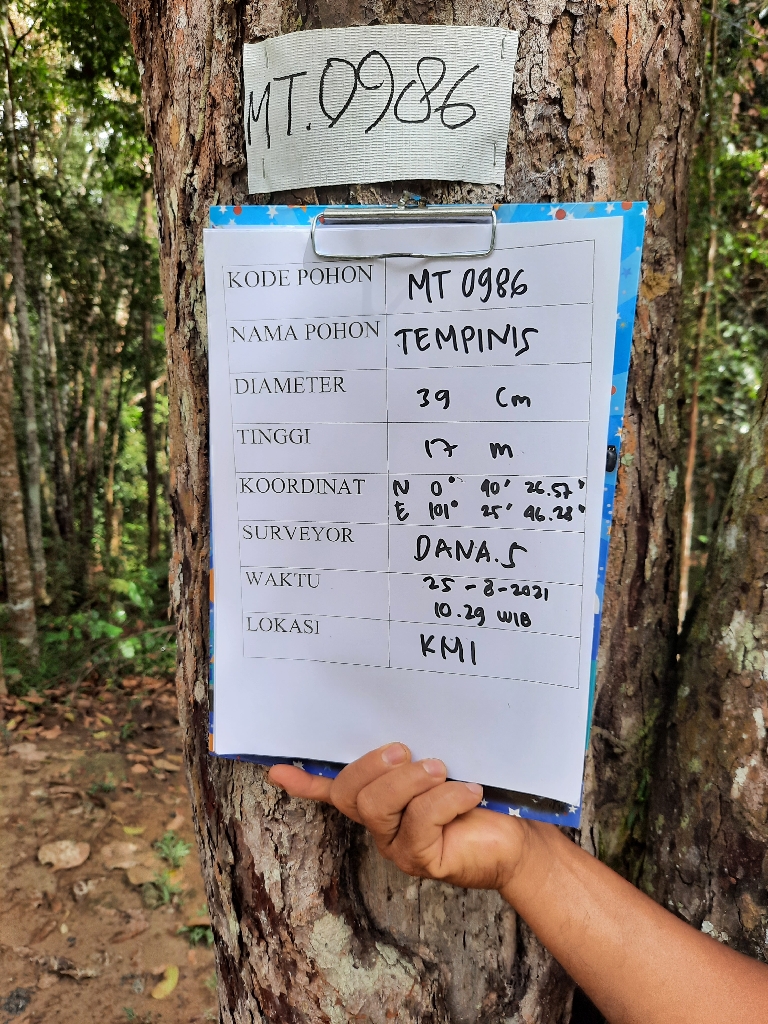 MT.0986
KODE POHON MT 0986
NAMA POHON TEMPINIS
DIAMETER 39 Cm
TINGGI 17 m
KOORDINAT N 0° 40' 26.57"
E 101° 25' 46.28"
SURVEYOR DANA.S
WAKTU 25-8-2021
10.29 WIB
LOKASI KMI